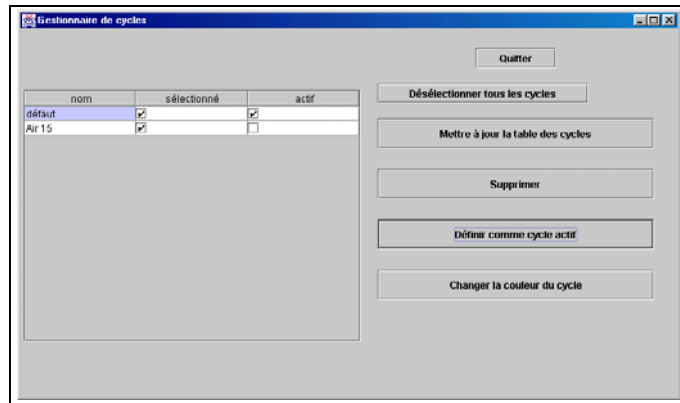 Gestionnaire de cycles
Quitter
Désélectionner tous les cycles
nom sélectionné actif
défaut
Air 15
Mettre à jour la table des cycles
Supprimer
Définir comme cycle actif
Changer la couleur du cycle